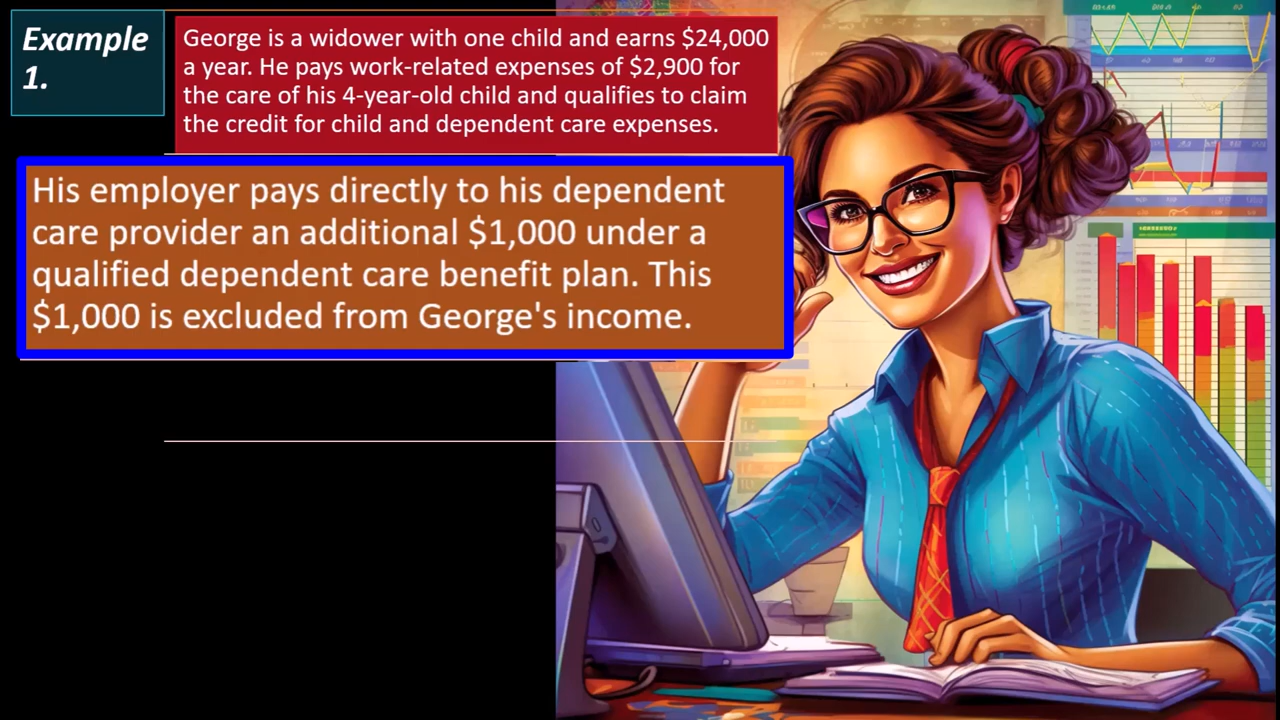 Example
1.
George is a widower with one child and earns $24,000
a year. He pays work-related expenses of $2,900 for
the care of his 4-year-old child and qualifies to claim
the credit for child and dependent care expenses.
His employer pays directly to his dependent
care provider an additional $1,000 under a
qualified dependent care benefit plan. This
$1,000 is excluded from George's income.